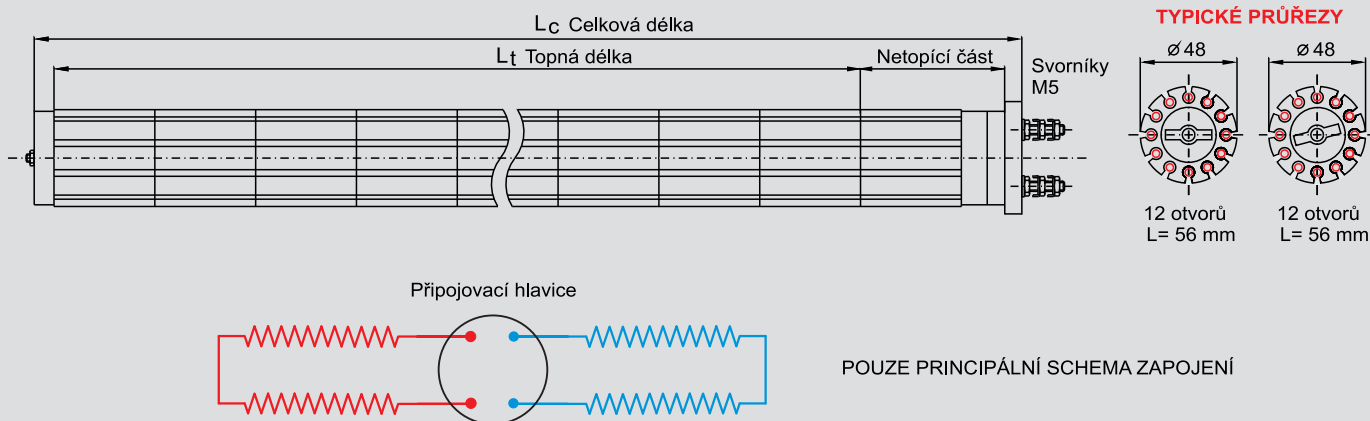 TYPICKÉ PRŮŘEZY
Lc Celková délka
Lt Topná délka
Netopící část
Svorníky
M5
ø 48
ø 48
12 otvorů
L= 56 mm
12 otvorů
L= 56 mm
Připojovací hlavice
POUZE PRINCIPÁLNÍ SCHEMA ZAPOJENÍ